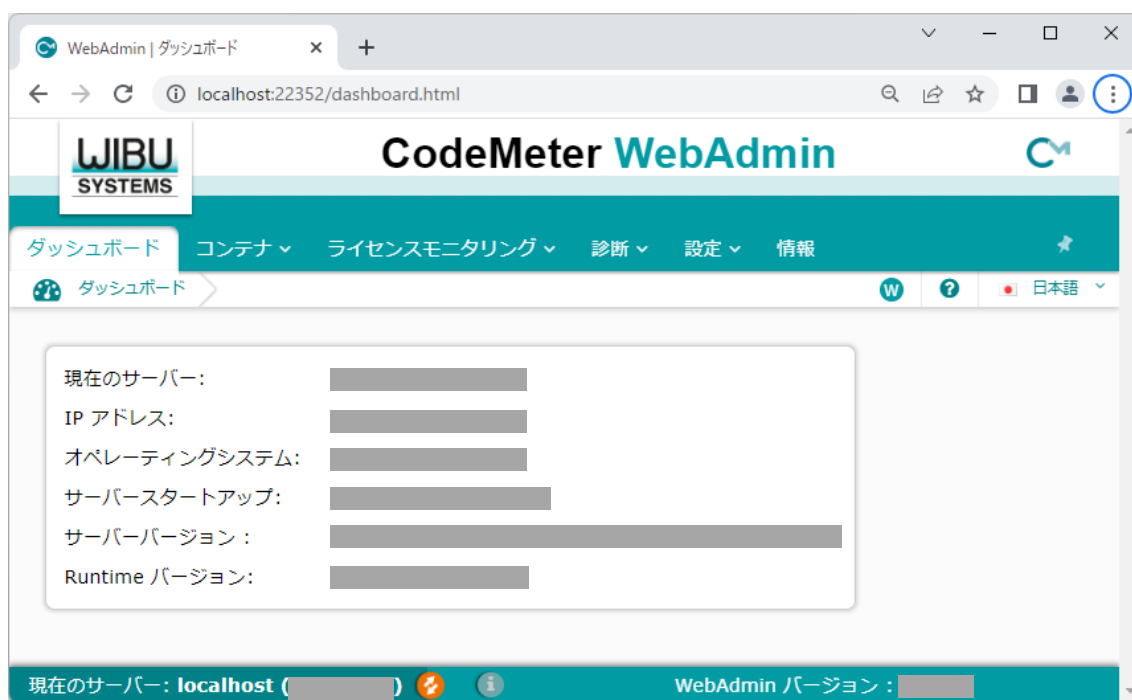 WebAdmin | ダッシュボード
localhost:22352/dashboard.html
WIBU
SYSTEMS
CodeMeter WebAdmin
ダッシュボード コンテナ ライセンスモニタリング 診断 設定 情報
ダッシュボード W ? 日本語
現在のサーバー:
IP アドレス:
オペレーティングシステム:
サーバースタートアップ:
サーバーバージョン :
Runtime バージョン:
現在のサーバー: localhost ( ) i WebAdmin バージョン :